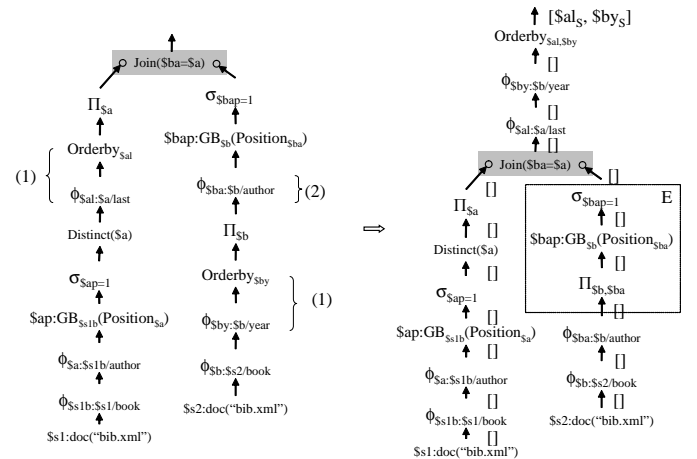 Join($ba=$a)
Π$a
Orderby$al
(1)
ϕ$al:$a/last
Distinct($a)
σ$ap=1
$ap:GB$s1b(Position$a)
ϕ$a:$s1b/author
ϕ$s1b:$s1/book
$s1:doc(“bib.xml”)
σ$bap=1
$bap:GB$b(Position$ba)
ϕ$ba:$b/author
(2)
Π$b
Orderby$by
(1)
ϕ$by:$b/year
ϕ$b:$s2/book
$s2:doc(“bib.xml”)
⇨
[$alS, $byS]
Orderby$al,$by
[]
ϕ$by:$b/year
[]
ϕ$al:$a/last
[]
Join($ba=$a)
[]
Π$a
[]
Distinct($a)
[]
σ$ap=1
[]
$ap:GB$s1b(Position$a)
[]
ϕ$a:$s1b/author
[]
ϕ$s1b:$s1/book
[]
$s1:doc(“bib.xml”)
[]
E
σ$bap=1
[]
$bap:GB$b(Position$ba)
[]
Π$b,$ba
[]
ϕ$ba:$b/author
[]
ϕ$b:$s2/book
[]
$s2:doc(“bib.xml”)